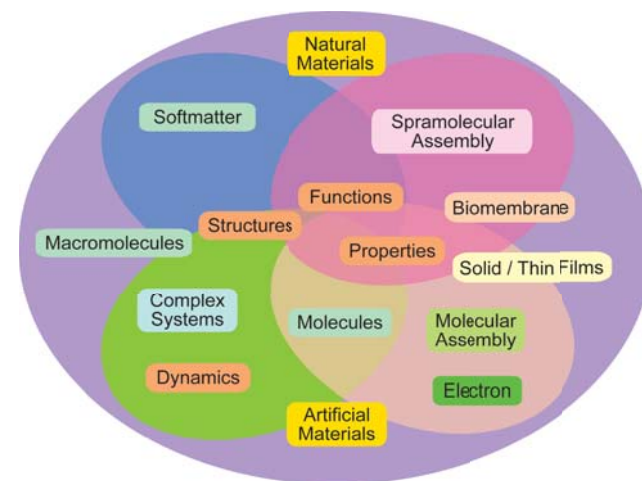 Natural
Materials
Softmatter
Spramolecular
Assembly
Functions
Biomembrane
Structures
Macromolecules
Properties
Solid / Thin Films
Complex
Systems
Molecules
Molecular
Assembly
Dynamics
Electron
Artificial
Materials